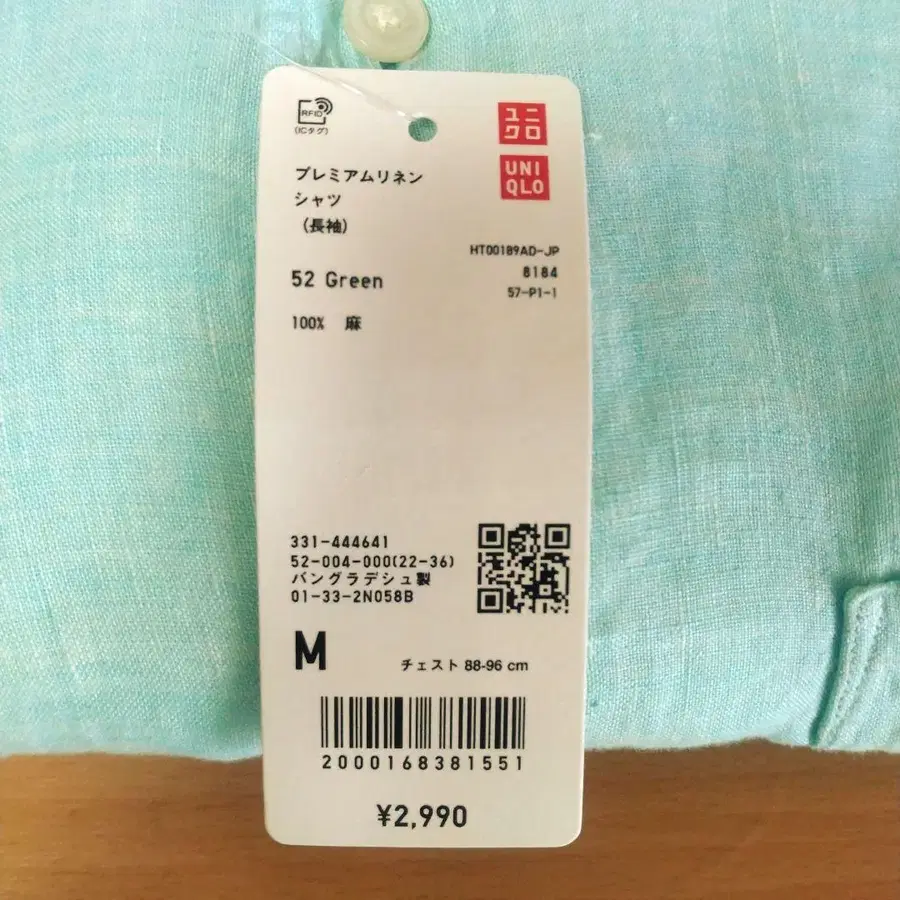 RFID
(ICタグ)
ユニ
クロ
UNI
QLO
プレミアムリネン
シャツ
(長袖)
HT00189AD-JP
8184
57-P1-1
52 Green
100% 麻
331-444641
52-004-000(22-36)
バングラデシュ製
01-33-2N058B
M
チェスト 88-96 cm
2000168381551
¥2,990